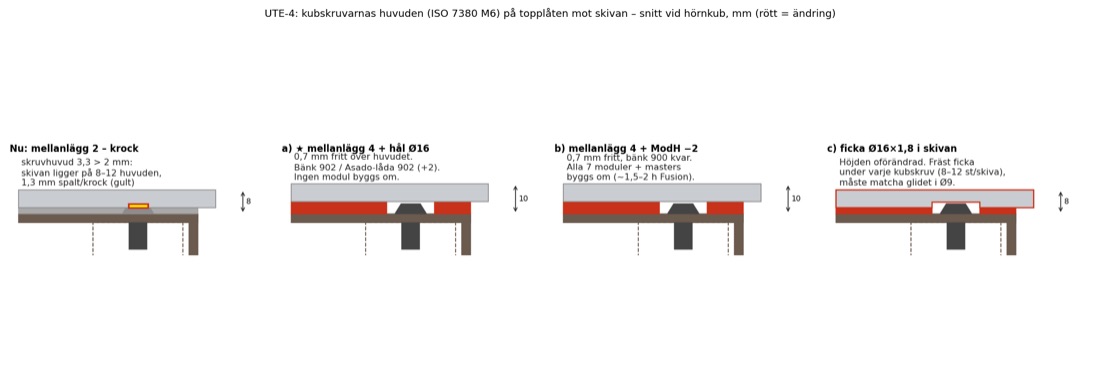 UTE-4: kubskruvarnas huvuden (ISO 7380 M6) på topplåten mot skivan – snitt vid hörnkub, mm (rött = ändring)
Nu: mellanlägg 2 – krock
skruvhuvud 3,3 > 2 mm:
skivan ligger på 8–12 huvuden,
1,3 mm spalt/krock (gult)
8
a) ★ mellanlägg 4 + hål Ø16
0,7 mm fritt över huvudet.
Bänk 902 / Asado-låda 902 (+2).
Ingen modul byggs om.
10
b) mellanlägg 4 + ModH −2
0,7 mm fritt, bänk 900 kvar.
Alla 7 moduler + masters
byggs om (~1,5–2 h Fusion).
10
c) ficka Ø16×1,8 i skivan
Höjden oförändrad. Fräst ficka
under varje kubskruv (8–12 st/skiva),
måste matcha glidet i Ø9.
8